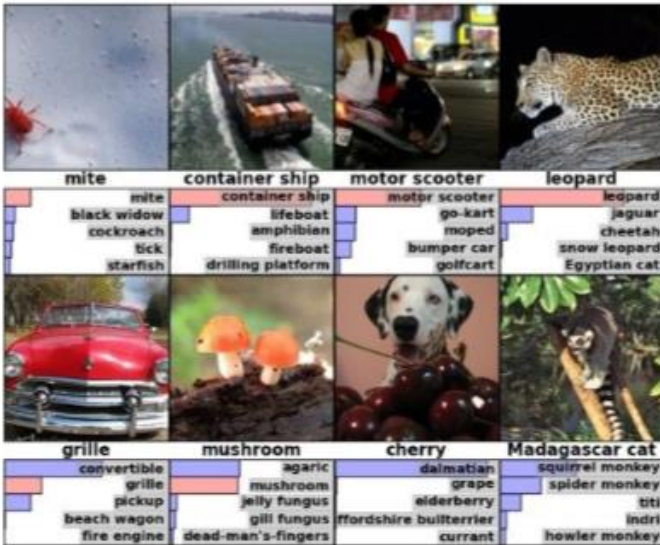 mite container ship motor scooter leopard
mite container ship motor scooter leopard
black widow lifeboat go-kart jaguar
cockroach amphibian moped cheetah
tick fireboat bumper car snow leopard
starfish drilling platform golfcart Egyptian cat
grille mushroom cherry Madagascar cat
convertible agaric dalmatian squirrel monkey
grille mushroom grape spider monkey
pickup jelly fungus elderberry titi
beach wagon gill fungus ffordshire bullterrier indri
fire engine dead-man's-fingers currant howler monkey